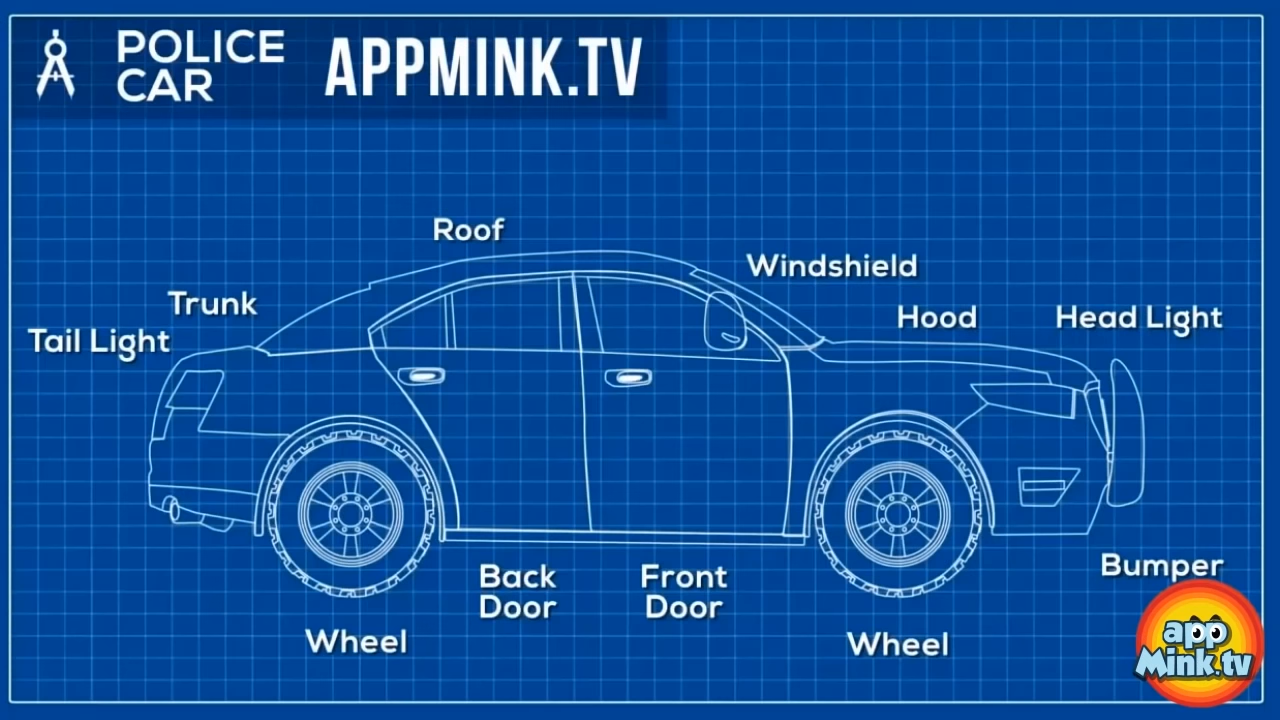 POLICE
CAR
APPMINK.TV
Roof
Windshield
Trunk
Hood
Head Light
Tail Light
Bumper
Back
Door
Front
Door
Wheel
Wheel
app
Mink.tv